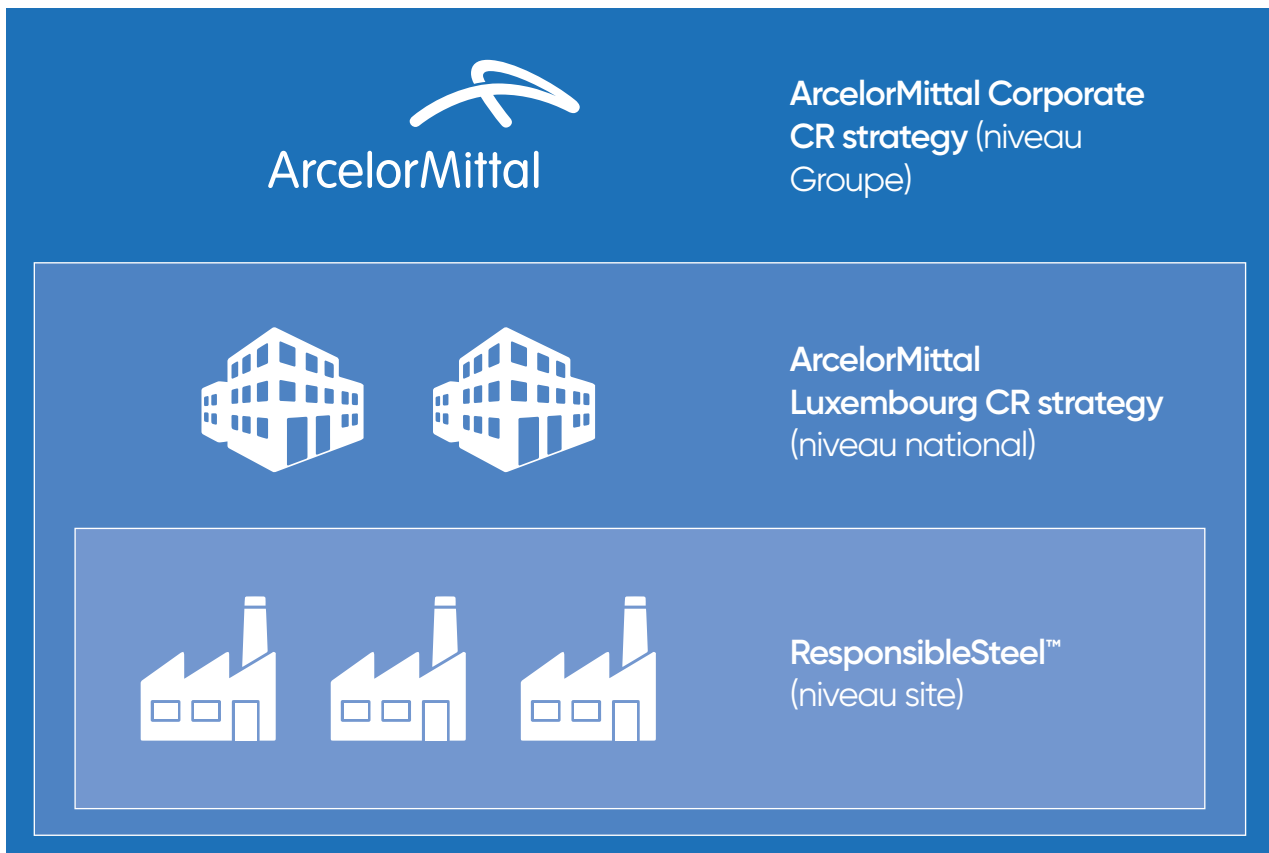 ArcelorMittal
ArcelorMittal Corporate
CR strategy (niveau
Groupe)
ArcelorMittal
Luxembourg CR strategy
(niveau national)
ResponsibleSteel™
(niveau site)